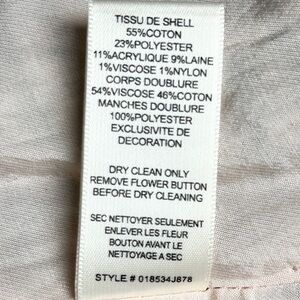 TISSU DE SHELL
55%COTON
23%POLYESTER
11%ACRYLIQUE 9%LAINE
1%VISCOSE 1%NYLON
CORPS DOUBLURE
54%VISCOSE 46%COTON
MANCHES DOUBLURE
100%POLYESTER
EXCLUSIVITE DE
DECORATION
DRY CLEAN ONLY
REMOVE FLOWER BUTTON
BEFORE DRY CLEANING
SEC NETTOYER SEULEMENT
ENLEVER LES FLEUR
BOUTON AVANT LE
NETTOYAGE A SEC
STYLE # 018534J878